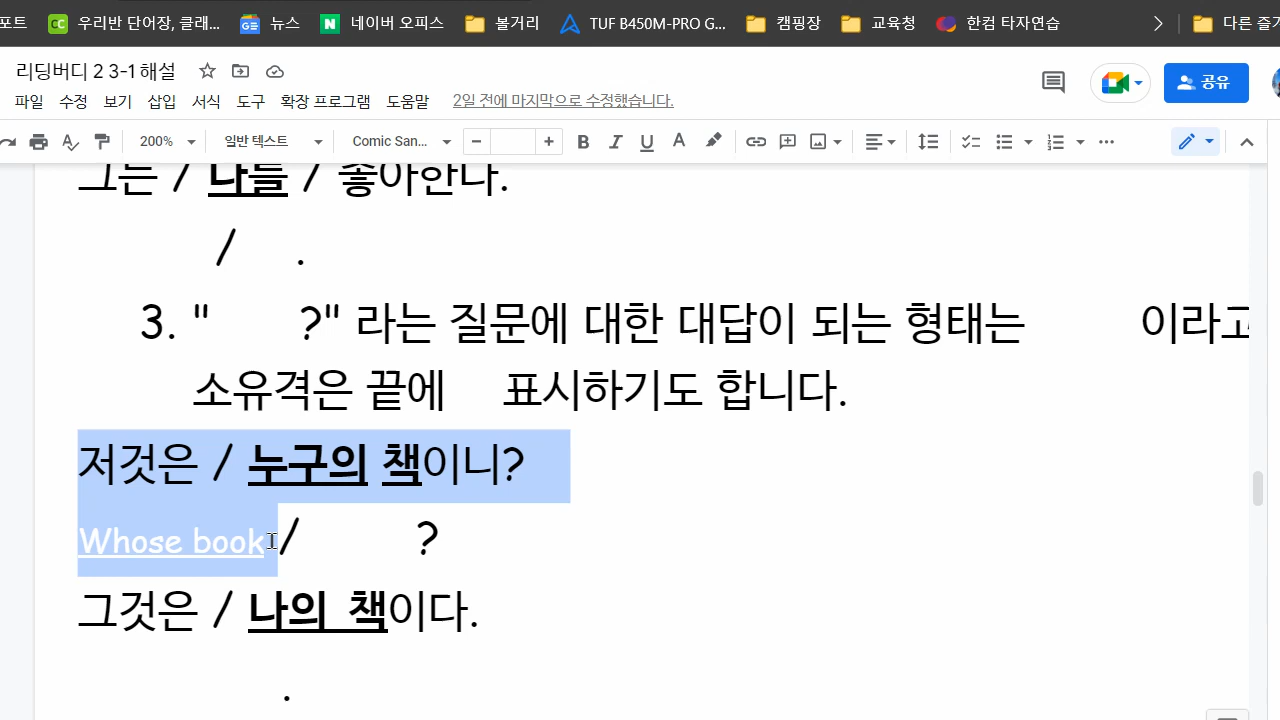 포트 우리반 단어장, 클래... 뉴스 네이버 오피스 볼거리 TUF B450M-PRO G... 캠핑장 교육청 한컴 타자연습 다른 즐겨
리딩버디 2 3-1 해설
파일 수정 보기 삽입 서식 도구 확장 프로그램 도움말 2일 전에 마지막으로 수정했습니다. 공유
200% 일반 텍스트 Comic San... − + B I U A
그는 / 나를 / 좋아한다.
/ .
3. " ?" 라는 질문에 대한 대답이 되는 형태는 이라고
소유격은 끝에 표시하기도 합니다.
저것은 / 누구의 책이니?
Whose book / ?
그것은 / 나의 책이다.
.